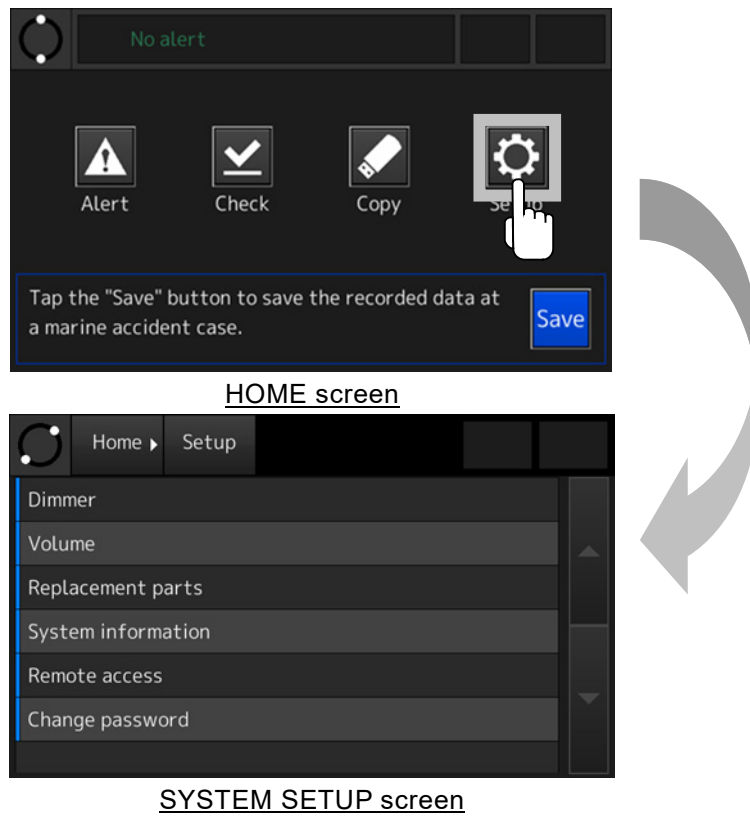 No alert
Alert Check Copy Setup
Tap the "Save" button to save the recorded data at
a marine accident case.
Save
HOME screen
Home Setup
Dimmer
Volume
Replacement parts
System information
Remote access
Change password
SYSTEM SETUP screen